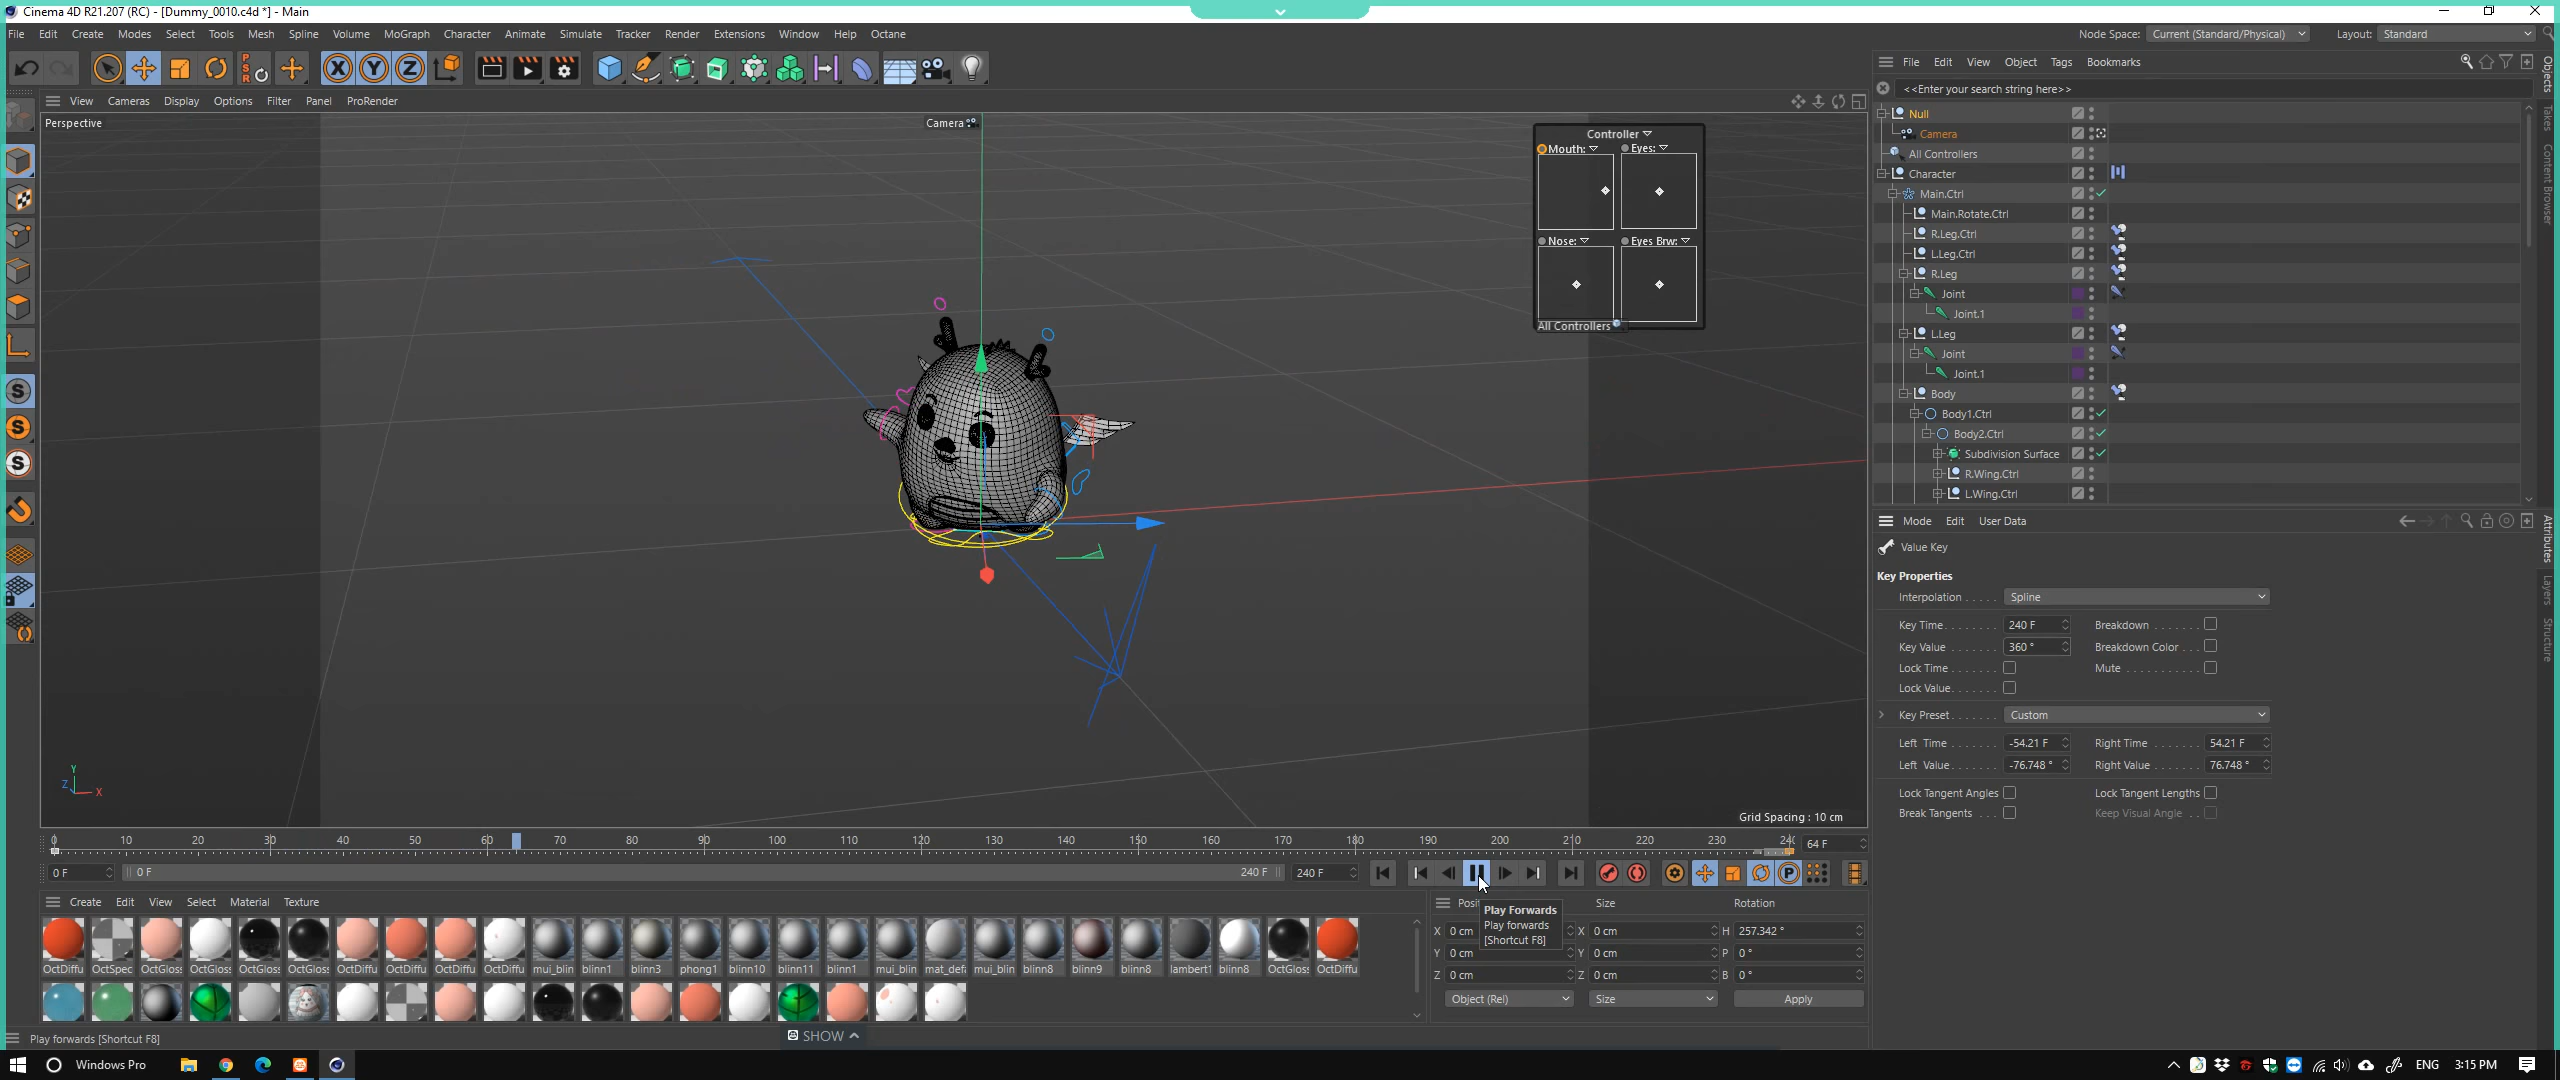 Cinema 4D R21.207 (RC) - [Dummy_0010.c4d *] - Main
File Edit Create Modes Select Tools Mesh Spline Volume MoGraph Character Animate Simulate Tracker Render Extensions Window Help Octane
Node Space: Current (Standard/Physical) Layout: Standard
View Cameras Display Options Filter Panel ProRender
Perspective
Camera
Controller
Mouth: Eyes:
Nose: Eyes Brw:
All Controllers
Y
Z X
Grid Spacing : 10 cm
File Edit View Object Tags Bookmarks
<<Enter your search string here>>
Null
Camera
All Controllers
Character
Main.Ctrl
Main.Rotate.Ctrl
R.Leg.Ctrl
L.Leg.Ctrl
R.Leg
Joint
Joint.1
L.Leg
Joint
Joint.1
Body
Body1.Ctrl
Body2.Ctrl
Subdivision Surface
R.Wing.Ctrl
L.Wing.Ctrl
Objects
Takes
Content Browser
Attributes
Layers
Structure
Mode Edit User Data
Value Key
Key Properties
Interpolation . . . . . Spline
Key Time . . . . . . . 240 F Breakdown . . . . . . .
Key Value . . . . . . . 360 ° Breakdown Color . . .
Lock Time . . . . . . . Mute . . . . . . . . . . .
Lock Value . . . . . . .
Key Preset . . . . . . . Custom
Left Time . . . . . . . -54.21 F Right Time . . . . . . . 54.21 F
Left Value . . . . . . . -76.748 ° Right Value . . . . . . . 76.748 °
Lock Tangent Angles Lock Tangent Lengths
Break Tangents . . . Keep Visual Angle . . .
0 10 20 30 40 50 60 70 80 90 100 110 120 130 140 150 160 170 180 190 200 210 220 230 240 64 F
0 F 0 F 240 F 240 F
Create Edit View Select Material Texture
OctDiffu OctSpec OctGloss OctGloss OctGloss OctGloss OctDiffu OctDiffu OctDiffu OctDiffu mui_blin blinn1 blinn3 phong1 blinn10 blinn11 blinn1 mui_blin mat_defa mui_blin blinn8 blinn9 blinn8 lambert1 blinn8 OctGloss OctDiffu
Size Rotation
Play Forwards
Play forwards
[Shortcut F8]
X 0 cm X 0 cm H 257.342 °
Y 0 cm Y 0 cm P 0 °
Z 0 cm Z 0 cm B 0 °
Object (Rel) Size Apply
Play forwards [Shortcut F8]
SHOW
Windows Pro
ENG 3:15 PM